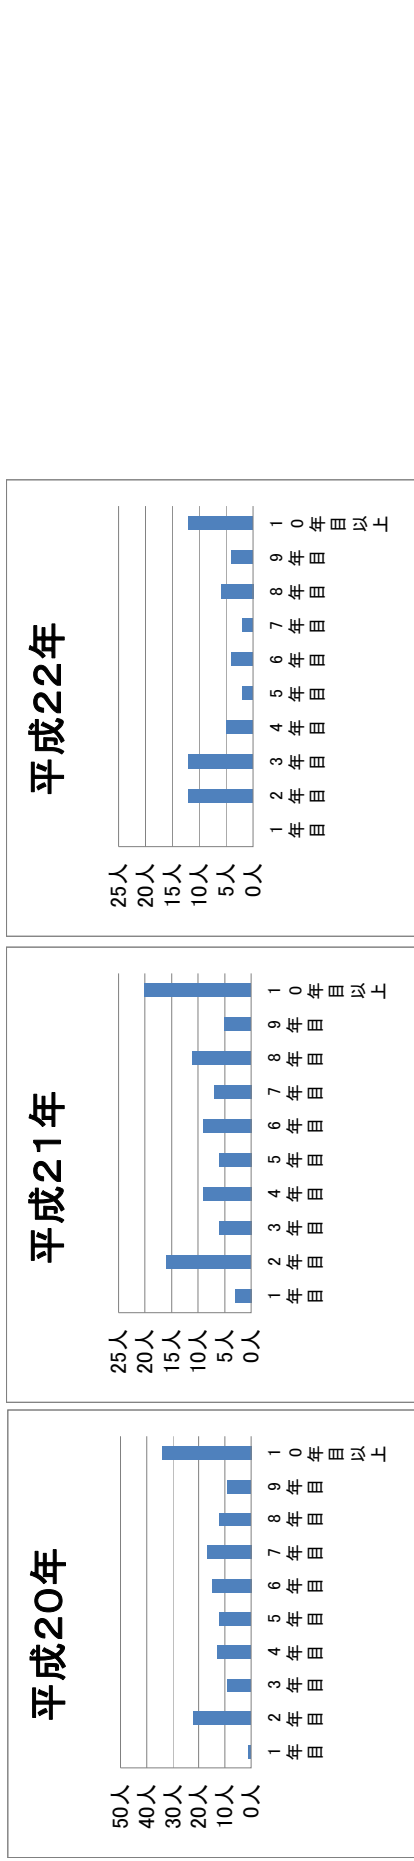 平成20年
50人
40人
30人
20人
10人
0人
1年目
2年目
3年目
4年目
5年目
6年目
7年目
8年目
9年目
10年目以上
平成21年
25人
20人
15人
10人
5人
0人
1年目
2年目
3年目
4年目
5年目
6年目
7年目
8年目
9年目
10年目以上
平成22年
25人
20人
15人
10人
5人
0人
1年目
2年目
3年目
4年目
5年目
6年目
7年目
8年目
9年目
10年目以上